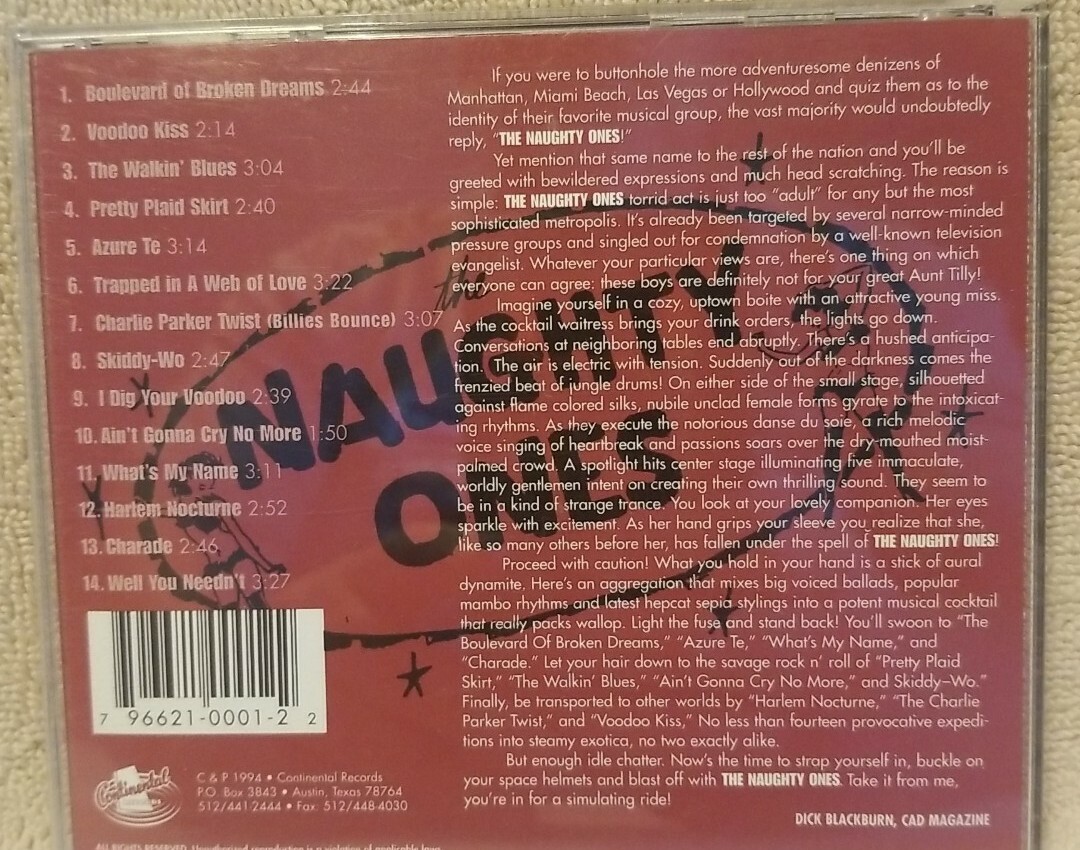 1. Boulevard of Broken Dreams 2:44
2. Voodoo Kiss 2:14
3. The Walkin' Blues 3:04
4. Pretty Plaid Skirt 2:40
5. Azure Te 3:14
6. Trapped in A Web of Love 3:22
7. Charlie Parker Twist (Billies Bounce) 3:07
8. Skiddy-Wo 2:47
9. I Dig Your Voodoo 2:39
10. Ain't Gonna Cry No More 1:50
11. What's My Name 3:11
12. Harlem Nocturne 2:52
13. Charade 2:46
14. Well You Needn't 3:27
the
NAUGHTY
ONES
If you were to buttonhole the more adventuresome denizens of
Manhattan, Miami Beach, Las Vegas or Hollywood and quiz them as to the
identity of their favorite musical group, the vast majority would undoubtedly
reply, "THE NAUGHTY ONES!"
Yet mention that same name to the rest of the nation and you'll be
greeted with bewildered expressions and much head scratching. The reason is
simple: THE NAUGHTY ONES torrid act is just too "adult" for any but the most
sophisticated metropolis. It's already been targeted by several narrow-minded
pressure groups and singled out for condemnation by a well-known television
evangelist. Whatever your particular views are, there's one thing on which
everyone can agree: these boys are definitely not for your great Aunt Tilly!
Imagine yourself in a cozy, uptown boite with an attractive young miss.
As the cocktail waitress brings your drink orders, the lights go down.
Conversations at neighboring tables end abruptly. There's a hushed anticipa-
tion. The air is electric with tension. Suddenly out of the darkness comes the
frenzied beat of jungle drums! On either side of the small stage, silhouetted
against flame colored silks, nubile unclad female forms gyrate to the intoxicat-
ing rhythms. As they execute the notorious danse du soie, a rich melodic
voice singing of heartbreak and passions soars over the dry-mouthed moist-
palmed crowd. A spotlight hits center stage illuminating five immaculate,
worldly gentlemen intent on creating their own thrilling sound. They seem to
be in a kind of strange trance. You look at your lovely companion. Her eyes
sparkle with excitement. As her hand grips your sleeve you realize that she,
like so many others before her, has fallen under the spell of THE NAUGHTY ONES!
Proceed with caution! What you hold in your hand is a stick of aural
dynamite. Here's an aggregation that mixes big voiced ballads, popular
mambo rhythms and latest hepcat sepia stylings into a potent musical cocktail
that really packs wallop. Light the fuse and stand back! You'll swoon to "The
Boulevard Of Broken Dreams," "Azure Te," "What's My Name," and
"Charade." Let your hair down to the savage rock n' roll of "Pretty Plaid
Skirt," "The Walkin' Blues," "Ain't Gonna Cry No More," and Skiddy-Wo."
Finally, be transported to other worlds by "Harlem Nocturne," "The Charlie
Parker Twist," and "Voodoo Kiss," No less than fourteen provocative expedi-
tions into steamy exotica, no two exactly alike.
But enough idle chatter. Now's the time to strap yourself in, buckle on
your space helmets and blast off with THE NAUGHTY ONES. Take it from me,
you're in for a simulating ride!
DICK BLACKBURN, CAD MAGAZINE
7 96621-0001-2 2
Continental
C & P 1994 • Continental Records
P.O. Box 3843 • Austin, Texas 78764
512/441-2444 • Fax: 512/448-4030
ALL RIGHTS RESERVED. Unauthorized reproduction is a violation of applicable laws